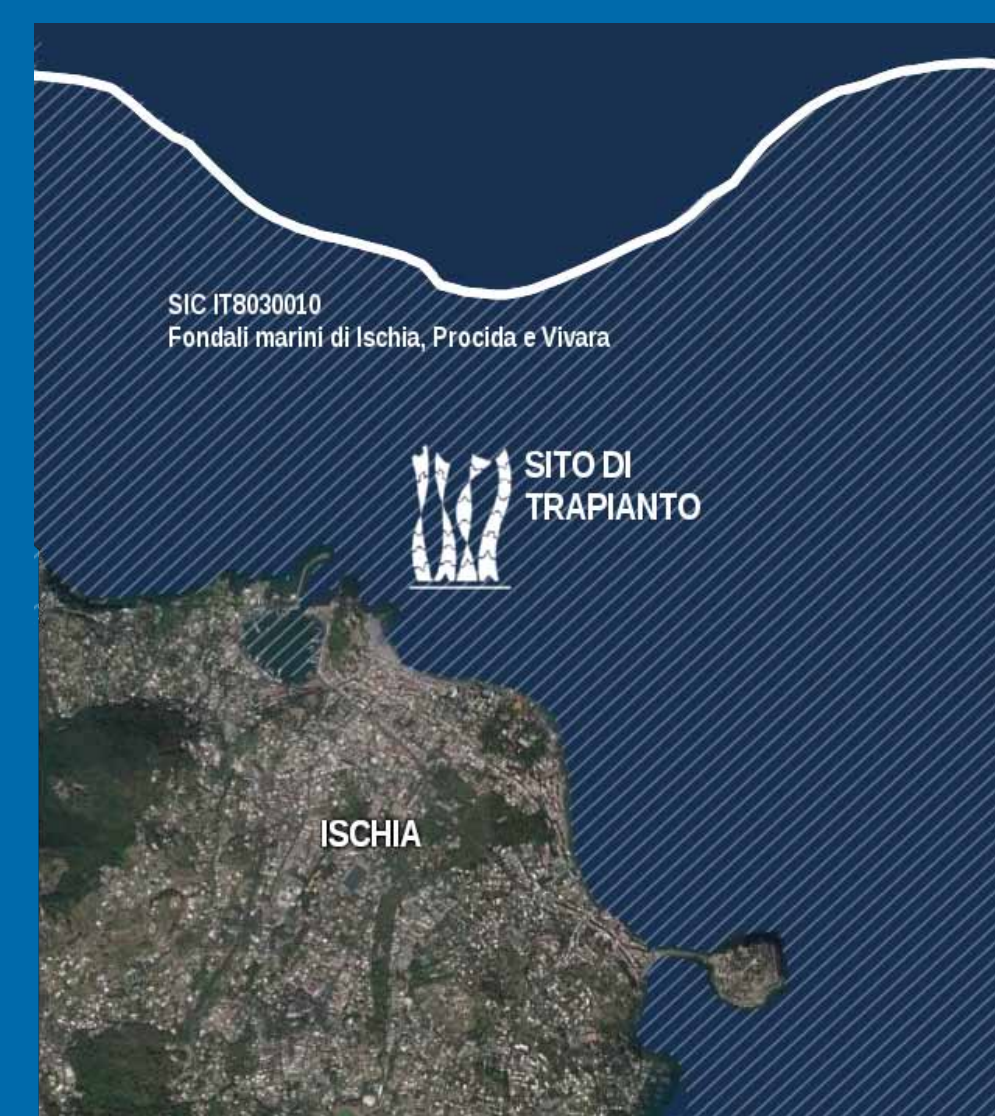 SIC IT8030010
Fondali marini di Ischia, Procida e Vivara
SITO DI
TRAPIANTO
ISCHIA